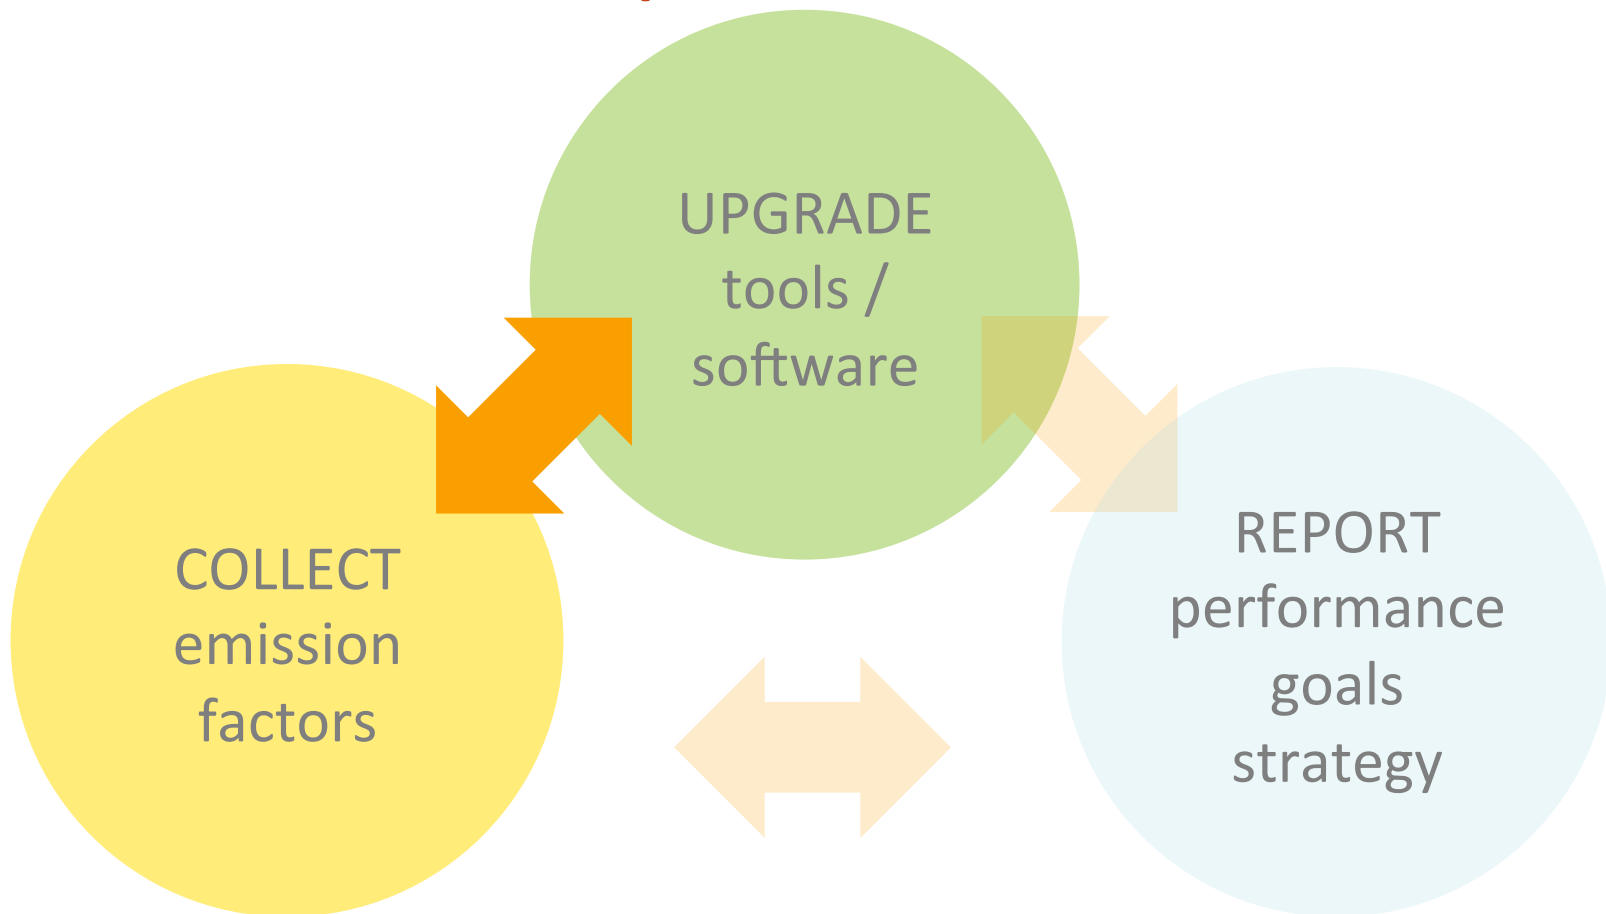 UPGRADE
tools /
software
COLLECT
emission
factors
REPORT
performance
goals
strategy